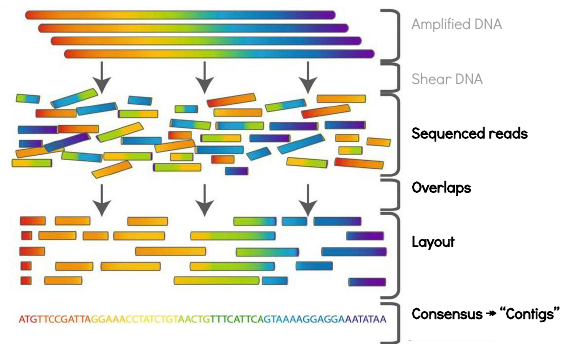 Amplified DNA
Shear DNA
Sequenced reads
Overlaps
Layout
Consensus → “Contigs”
ATGTTCCGATTAGGAAACCTATCTGTAACTGTTTCATTCAGTAAAAGGAGGAAATATAA